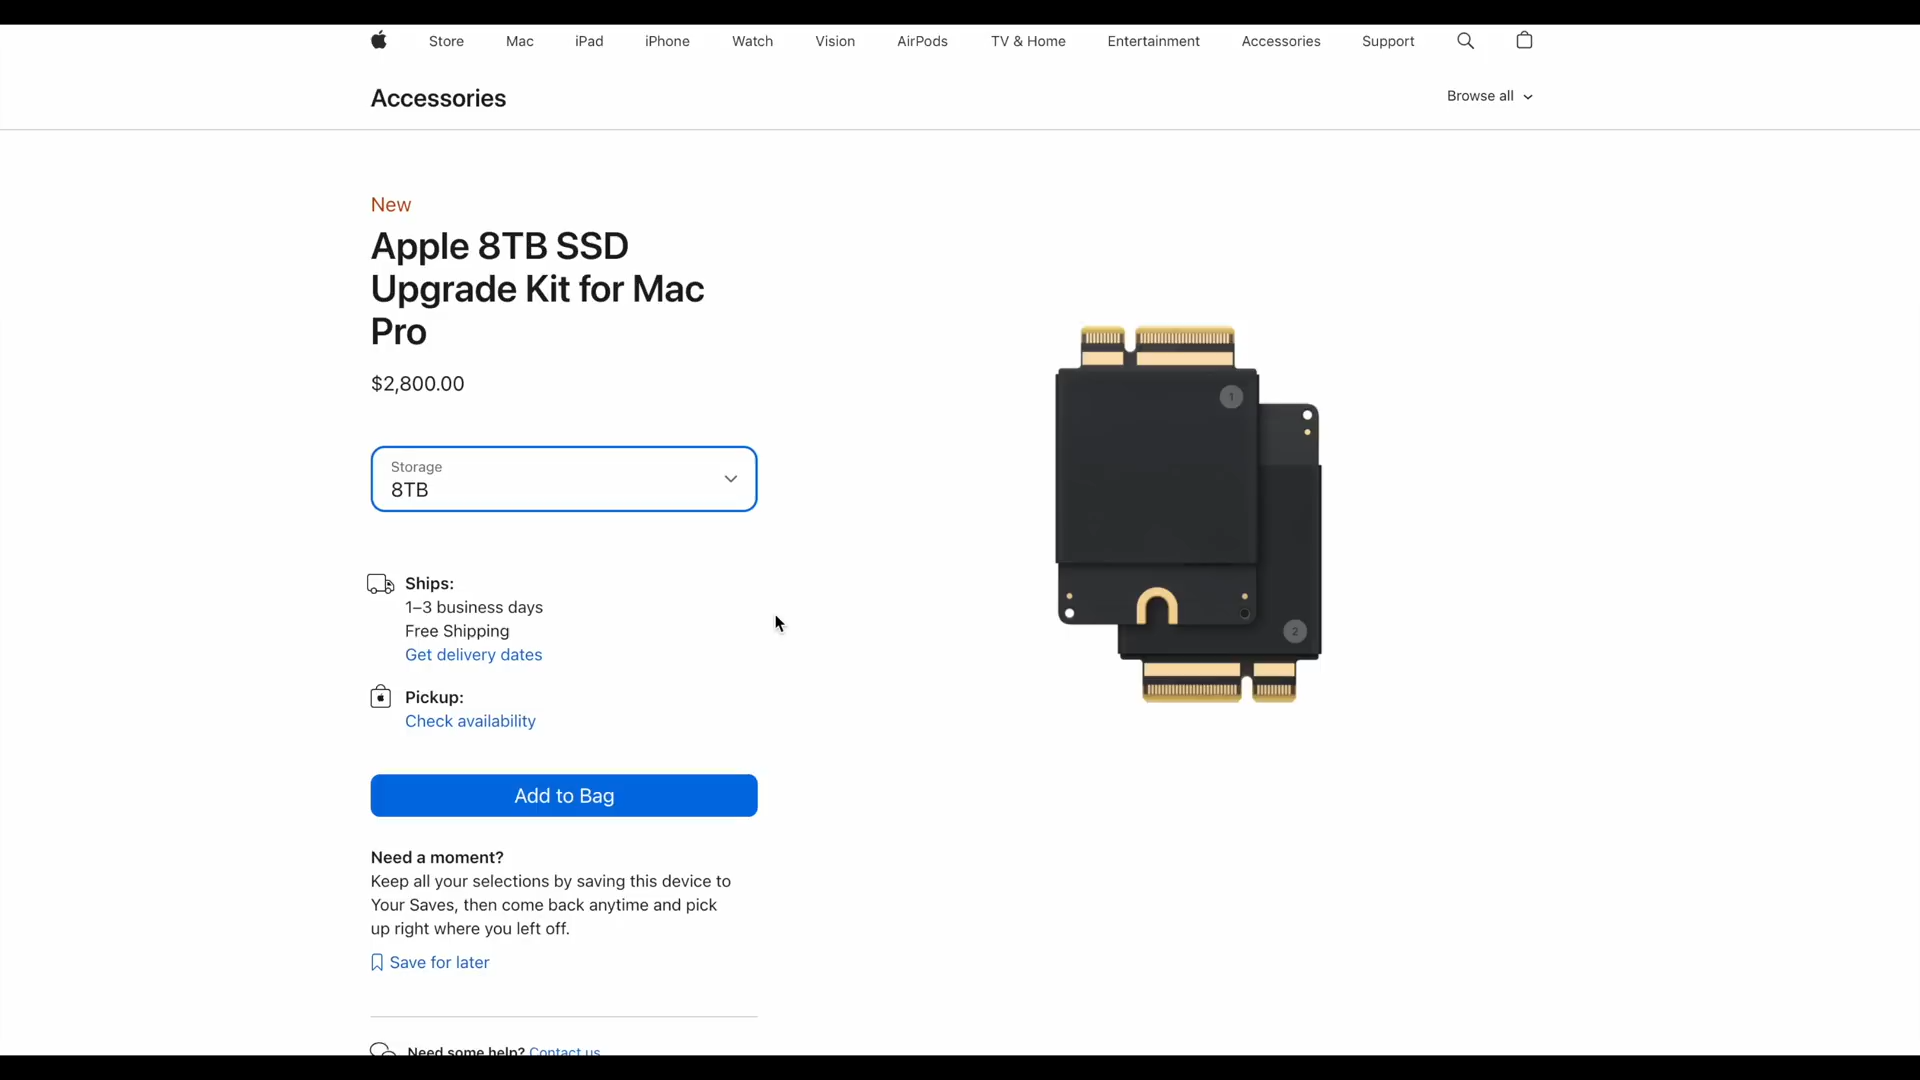 Store Mac iPad iPhone Watch Vision AirPods TV & Home Entertainment Accessories Support
Accessories
Browse all
New
Apple 8TB SSD
Upgrade Kit for Mac
Pro
$2,800.00
Storage
8TB
Ships:
1–3 business days
Free Shipping
Get delivery dates
Pickup:
Check availability
Add to Bag
Need a moment?
Keep all your selections by saving this device to
Your Saves, then come back anytime and pick
up right where you left off.
Save for later
Need some help? Contact us
1
2